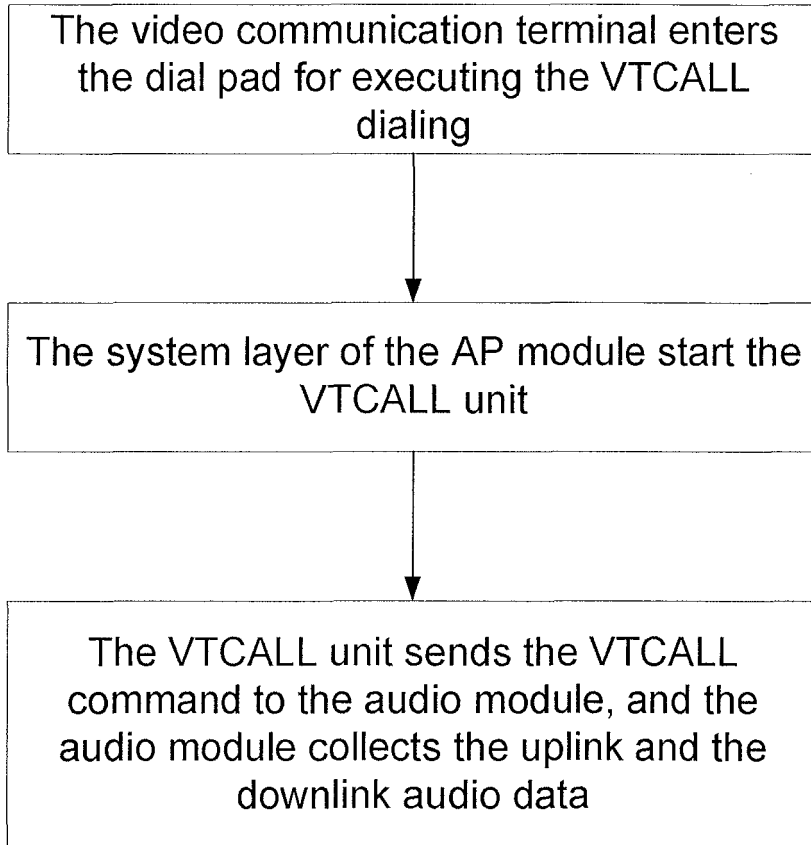 The video communication terminal enters
the dial pad for executing the VTCALL
dialing
The system layer of the AP module start the
VTCALL unit
The VTCALL unit sends the VTCALL
command to the audio module, and the
audio module collects the uplink and the
downlink audio data